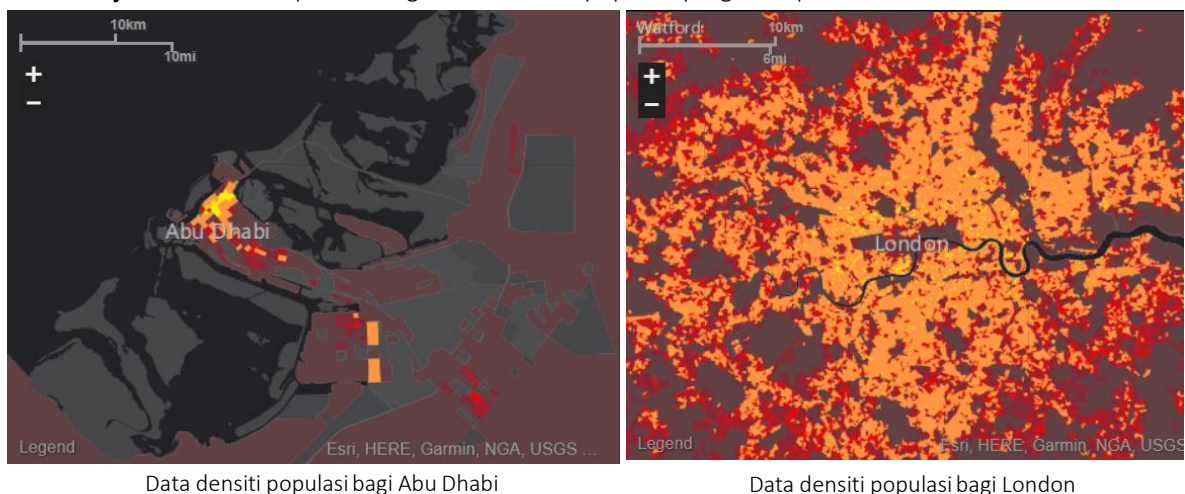 10km
10mi
+
−
Abu Dhabi
Legend
Esri, HERE, Garmin, NGA, USGS ...
Watford
10km
6mi
+
−
London
Legend
Esri, HERE, Garmin, NGA, USGS
Data densiti populasi bagi Abu Dhabi
Data densiti populasi bagi London